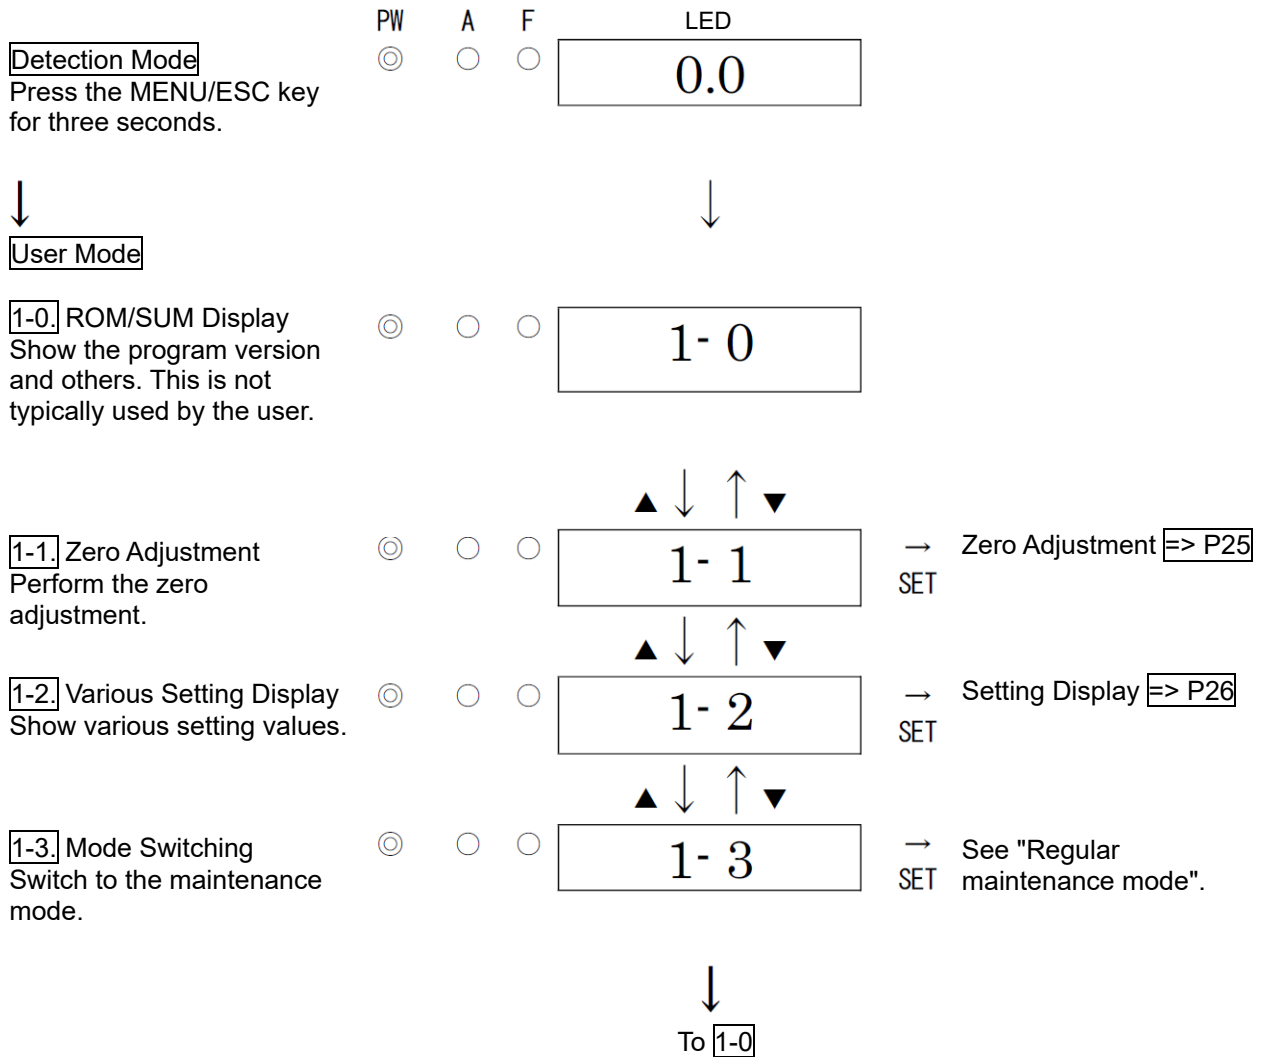 PW A F LED
Detection Mode
Press the MENU/ESC key
for three seconds.
◎ ○ ○ 0.0
↓ ↓
User Mode
1-0. ROM/SUM Display
Show the program version
and others. This is not
typically used by the user.
◎ ○ ○ 1- 0
▲ ↓ ↑ ▼
1-1. Zero Adjustment
Perform the zero
adjustment.
◎ ○ ○ 1- 1
→ Zero Adjustment => P25
SET
▲ ↓ ↑ ▼
1-2. Various Setting Display
Show various setting values.
◎ ○ ○ 1- 2
→ Setting Display => P26
SET
▲ ↓ ↑ ▼
1-3. Mode Switching
Switch to the maintenance
mode.
◎ ○ ○ 1- 3
→ See "Regular
SET maintenance mode".
↓
To 1-0